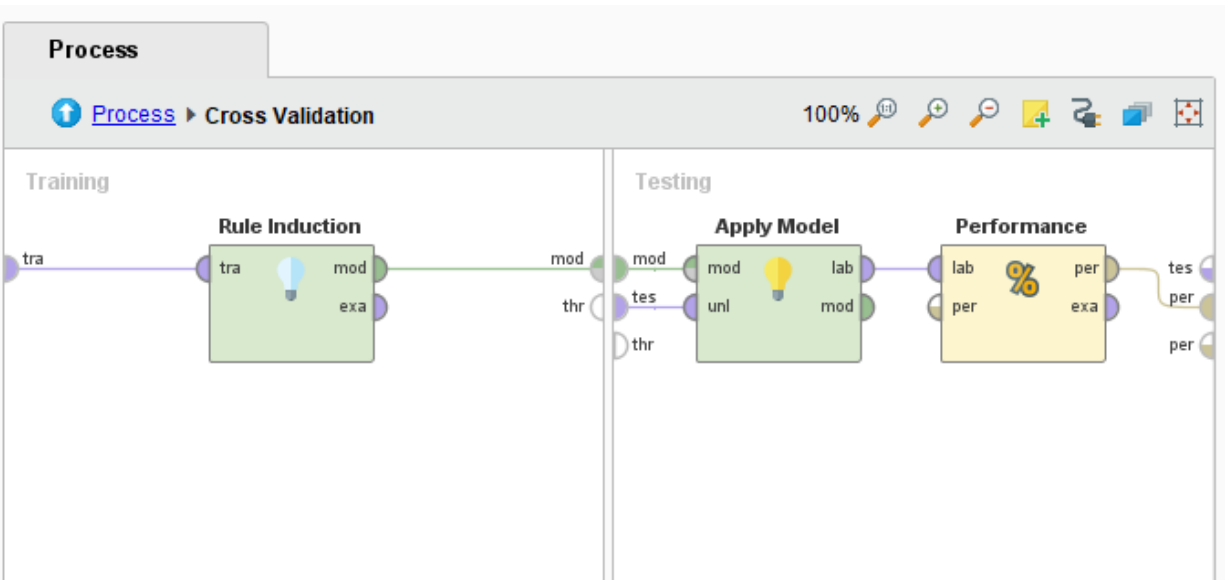 Process
Process Cross Validation 100%
Training
Rule Induction
tra
tra mod
exa
mod
thr
Testing
Apply Model Performance
mod
tes
thr
mod lab
unl mod
lab per
per exa
%
tes
per
per